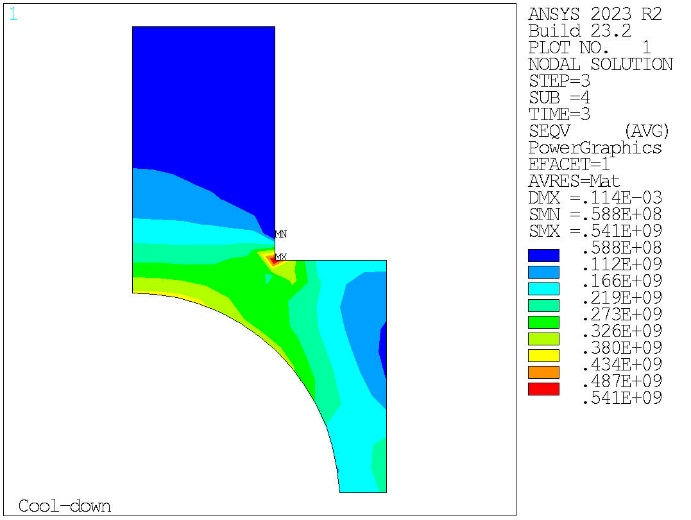 1
ANSYS 2023 R2
Build 23.2
PLOT NO. 1
NODAL SOLUTION
STEP=3
SUB =4
TIME=3
SEQV (AVG)
PowerGraphics
EFACET=1
AVRES=Mat
DMX =.114E-03
SMN =.588E+08
SMX =.541E+09
.588E+08
.112E+09
.166E+09
.219E+09
.273E+09
.326E+09
.380E+09
.434E+09
.487E+09
.541E+09
MN
MX
Cool-down